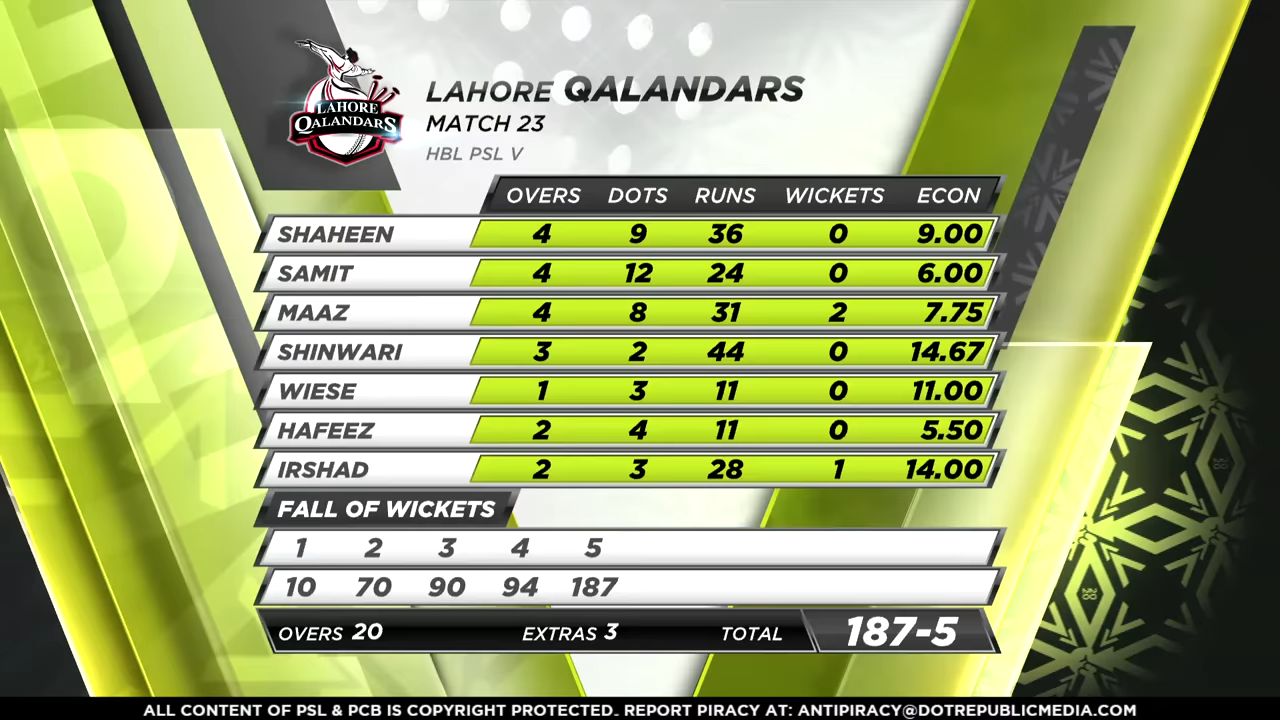 LAHORE
QALANDARS
LAHORE QALANDARS
MATCH 23
HBL PSL V
OVERS DOTS RUNS WICKETS ECON
SHAHEEN 4 9 36 0 9.00
SAMIT 4 12 24 0 6.00
MAAZ 4 8 31 2 7.75
SHINWARI 3 2 44 0 14.67
WIESE 1 3 11 0 11.00
HAFEEZ 2 4 11 0 5.50
IRSHAD 2 3 28 1 14.00
FALL OF WICKETS
1 2 3 4 5
10 70 90 94 187
OVERS 20 EXTRAS 3 TOTAL 187-5
ALL CONTENT OF PSL & PCB IS COPYRIGHT PROTECTED. REPORT PIRACY AT: ANTIPIRACY@DOTREPUBLICMEDIA.COM